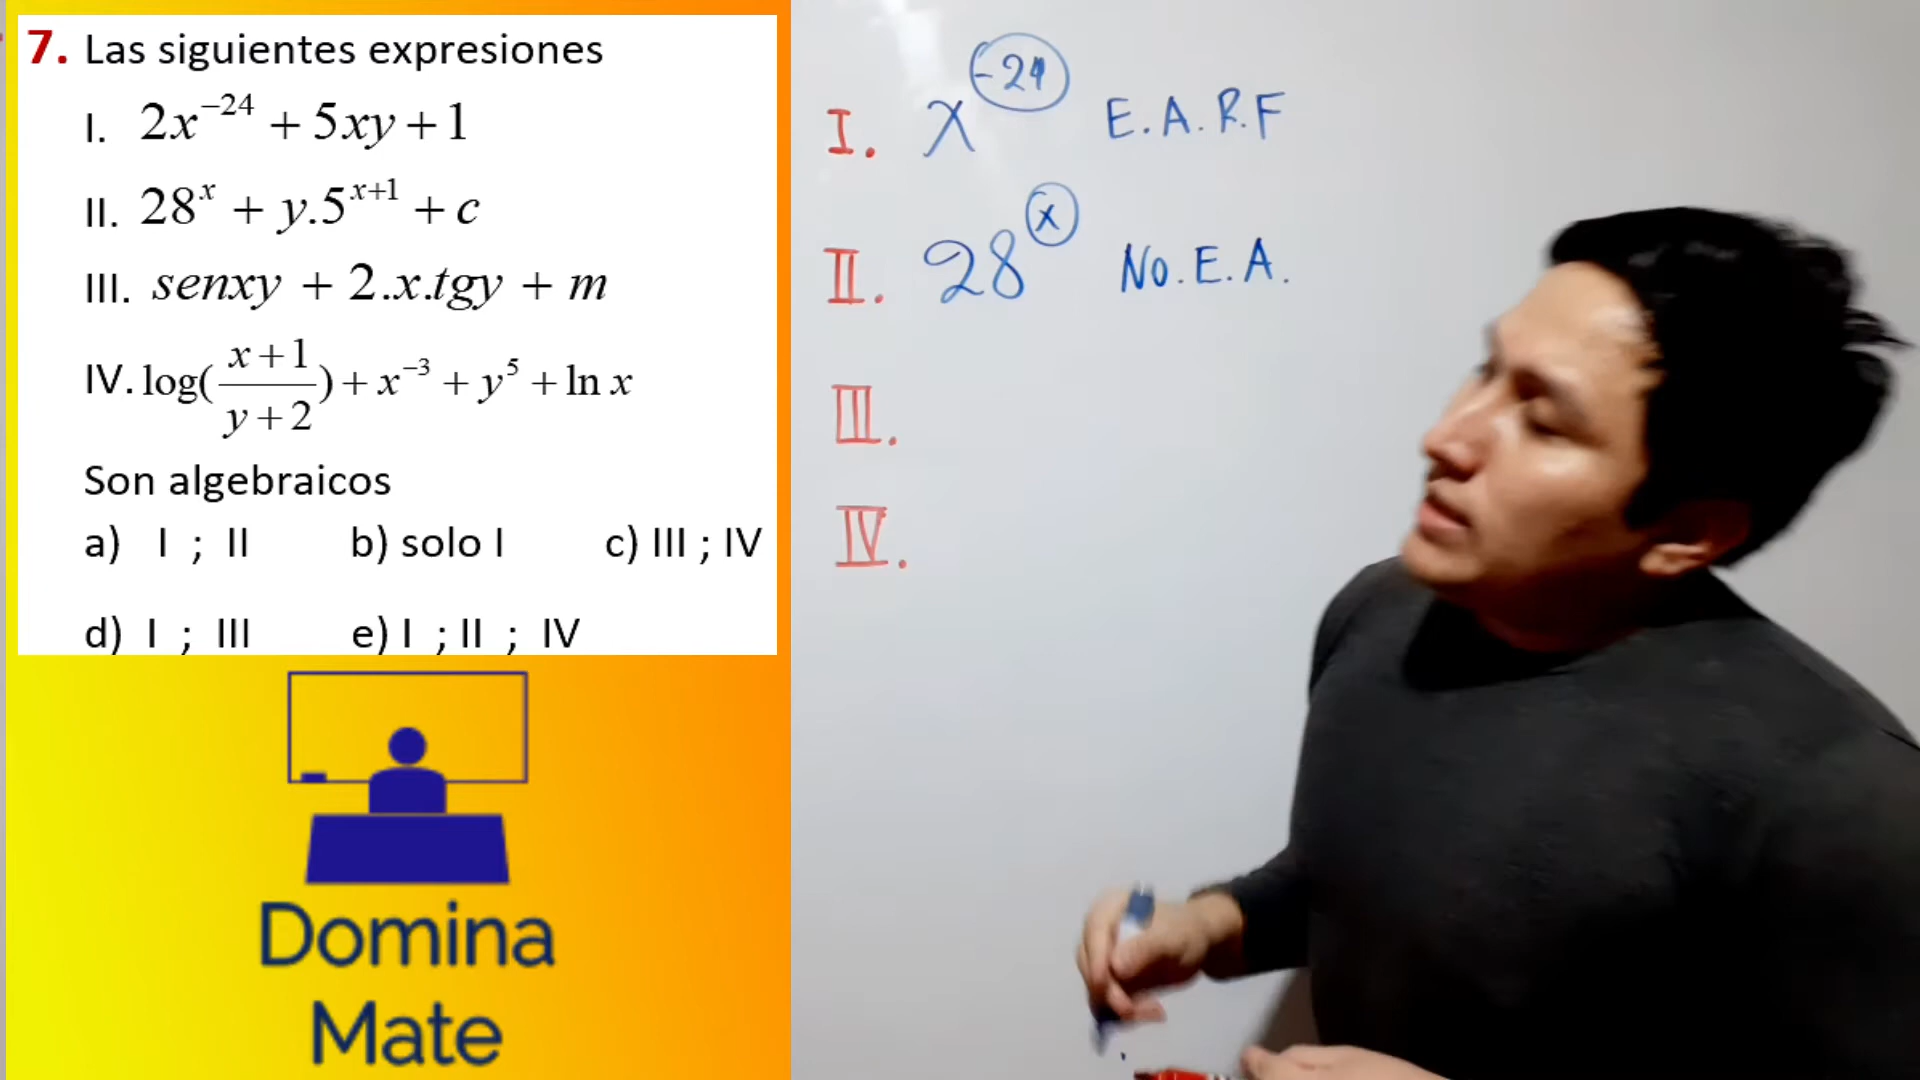 7. Las siguientes expresiones
I. 2x⁻²⁴ + 5xy + 1
II. 28ˣ + y.5ˣ⁺¹ + c
III. senxy + 2.x.tgy + m
IV. log((x+1)/(y+2)) + x⁻³ + y⁵ + ln x
Son algebraicos
a) I ; II b) solo I c) III ; IV
d) I ; III e) I ; II ; IV
Domina
Mate
I. x⁻²⁴ E.A.R.F
II. 28ˣ No.E.A.
III.
IV.